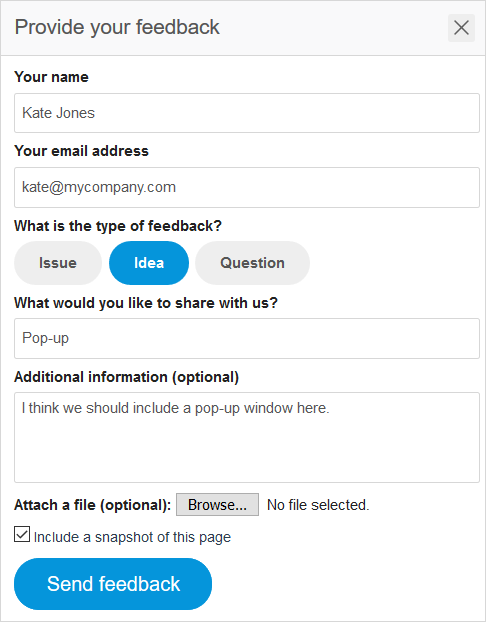 Provide your feedback
Your name
Kate Jones
Your email address
kate@mycompany.com
What is the type of feedback?
Issue Idea Question
What would you like to share with us?
Pop-up
Additional information (optional)
I think we should include a pop-up window here.
Attach a file (optional): Browse... No file selected.
Include a snapshot of this page
Send feedback